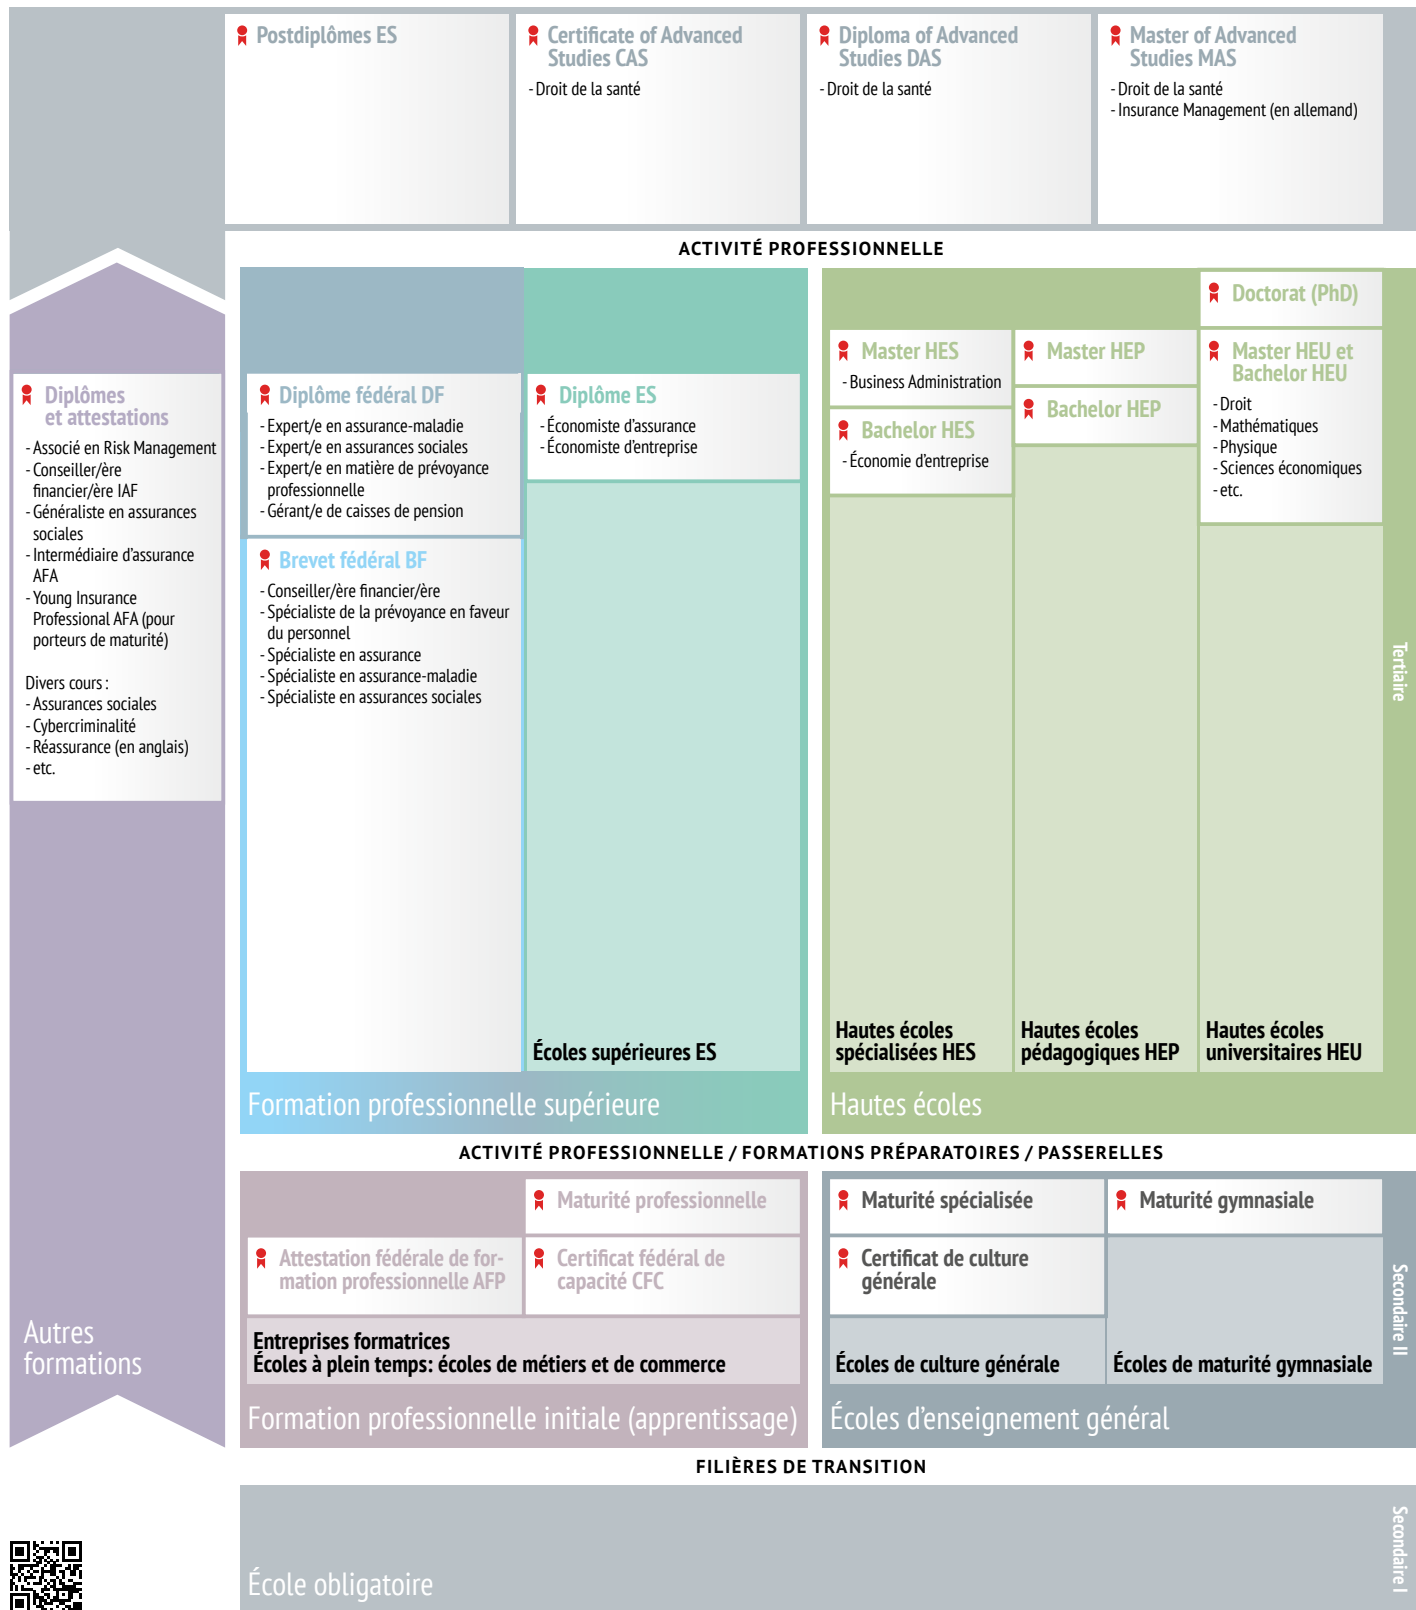 Postdiplômes ES
Certificate of Advanced
Studies CAS
- Droit de la santé
Diploma of Advanced
Studies DAS
- Droit de la santé
Master of Advanced
Studies MAS
- Droit de la santé
- Insurance Management (en allemand)
ACTIVITÉ PROFESSIONNELLE
Diplômes
et attestations
- Associé en Risk Management
- Conseiller/ère
financier/ère IAF
- Généraliste en assurances
sociales
- Intermédiaire d'assurance
AFA
- Young Insurance
Professional AFA (pour
porteurs de maturité)
Divers cours :
- Assurances sociales
- Cybercriminalité
- Réassurance (en anglais)
- etc.
Autres
formations
Diplôme fédéral DF
- Expert/e en assurance-maladie
- Expert/e en assurances sociales
- Expert/e en matière de prévoyance
professionnelle
- Gérant/e de caisses de pension
Brevet fédéral BF
- Conseiller/ère financier/ère
- Spécialiste de la prévoyance en faveur
du personnel
- Spécialiste en assurance
- Spécialiste en assurance-maladie
- Spécialiste en assurances sociales
Diplôme ES
- Économiste d'assurance
- Économiste d'entreprise
Écoles supérieures ES
Formation professionnelle supérieure
Master HES
- Business Administration
Bachelor HES
- Économie d'entreprise
Hautes écoles
spécialisées HES
Master HEP
Bachelor HEP
Hautes écoles
pédagogiques HEP
Doctorat (PhD)
Master HEU et
Bachelor HEU
- Droit
- Mathématiques
- Physique
- Sciences économiques
- etc.
Hautes écoles
universitaires HEU
Hautes écoles
Tertiaire
ACTIVITÉ PROFESSIONNELLE / FORMATIONS PRÉPARATOIRES / PASSERELLES
Maturité professionnelle
Attestation fédérale de for-
mation professionnelle AFP
Certificat fédéral de
capacité CFC
Entreprises formatrices
Écoles à plein temps: écoles de métiers et de commerce
Formation professionnelle initiale (apprentissage)
Maturité spécialisée
Certificat de culture
générale
Écoles de culture générale
Maturité gymnasiale
Écoles de maturité gymnasiale
Écoles d'enseignement général
Secondaire II
FILIÈRES DE TRANSITION
École obligatoire
Secondaire I